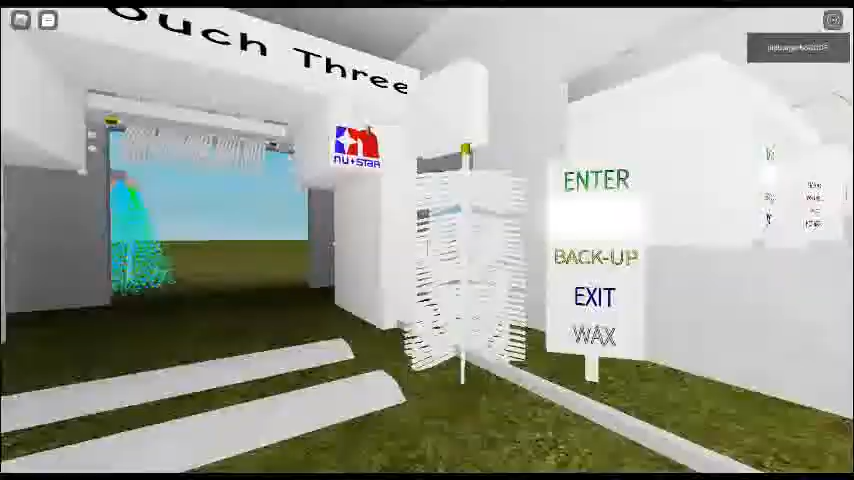 ouch Three
nu+star
ENTER
BACK-UP
EXIT
WAX